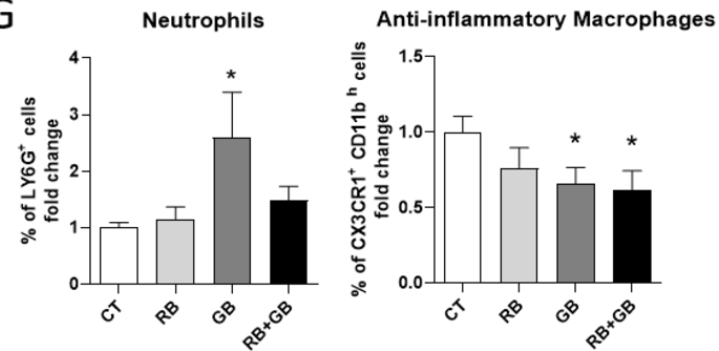 G
Neutrophils
% of LY6G⁺ cells
fold change
4
3
2
1
0
*
CT
RB
GB
RB+GB
Anti-inflammatory Macrophages
% of CX3CR1⁺ CD11b ʰ cells
fold change
1.5
1.0
0.5
0.0
*
*
CT
RB
GB
RB+GB